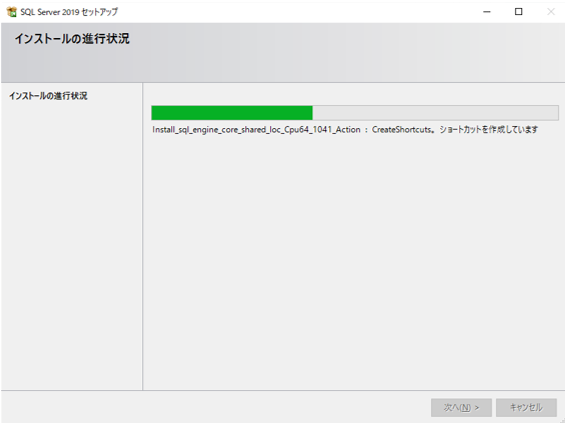 SQL Server 2019 セットアップ
インストールの進行状況
インストールの進行状況
Install_sql_engine_core_shared_loc_Cpu64_1041_Action : CreateShortcuts。ショートカットを作成しています
次へ(N) >
キャンセル